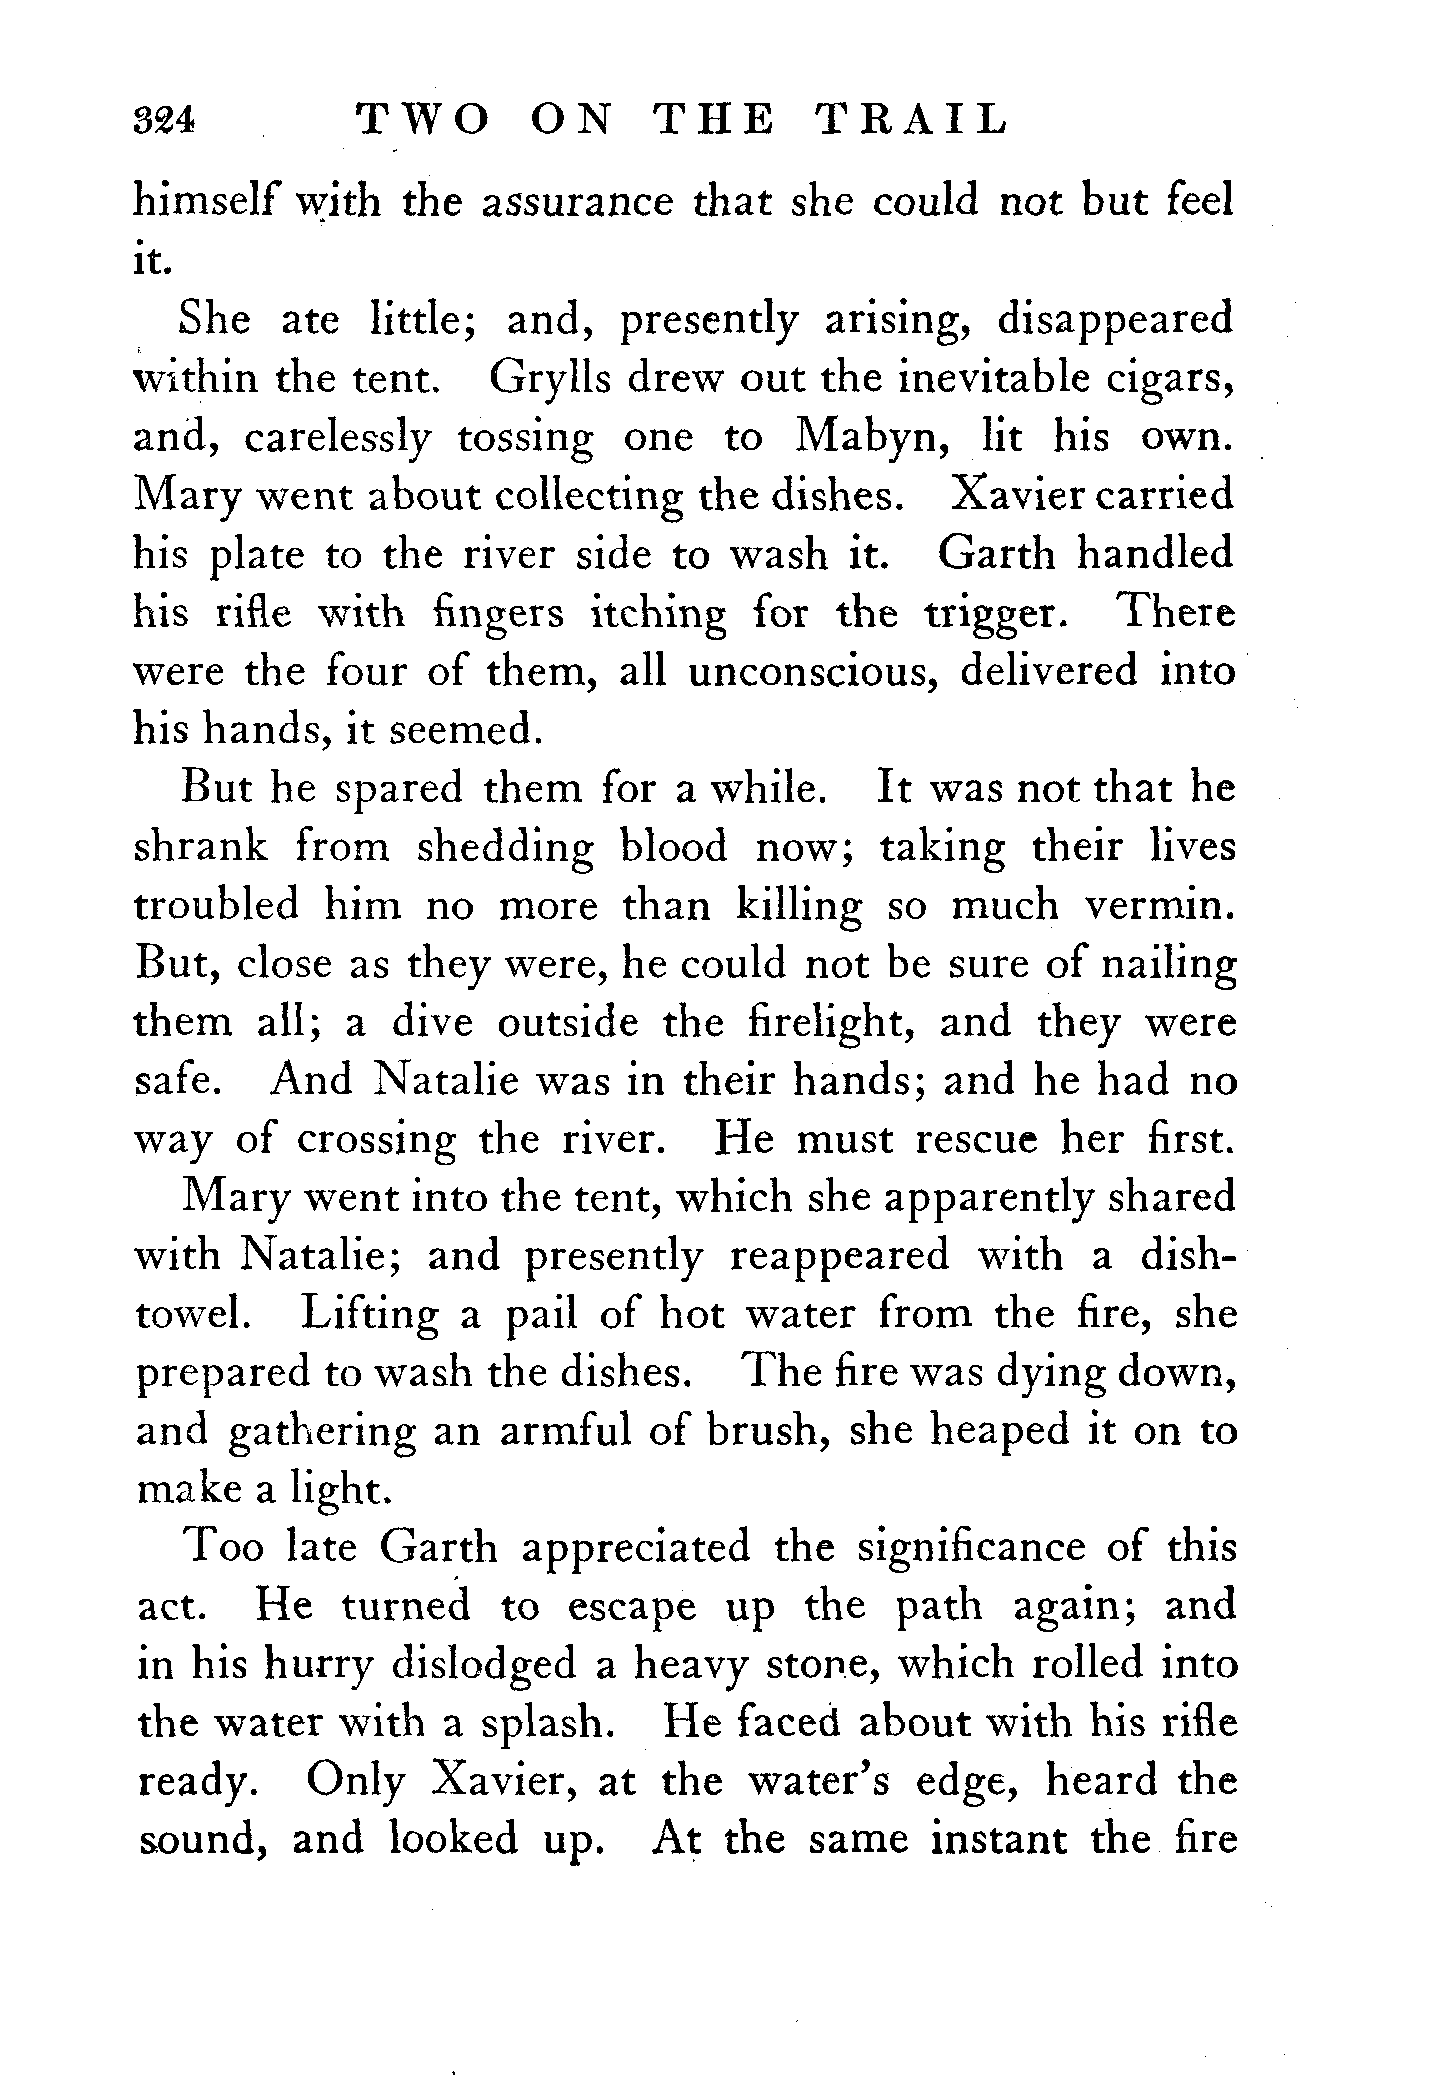 324 TWO ON THE TRAIL
himself with the assurance that she could not but feel
it.
She ate little; and, presently arising, disappeared
within the tent. Grylls drew out the inevitable cigars,
and, carelessly tossing one to Mabyn, lit his own.
Mary went about collecting the dishes. Xavier carried
his plate to the river side to wash it. Garth handled
his rifle with fingers itching for the trigger. There
were the four of them, all unconscious, delivered into
his hands, it seemed.
But he spared them for a while. It was not that he
shrank from shedding blood now; taking their lives
troubled him no more than killing so much vermin.
But, close as they were, he could not be sure of nailing
them all; a dive outside the firelight, and they were
safe. And Natalie was in their hands; and he had no
way of crossing the river. He must rescue her first.
Mary went into the tent, which she apparently shared
with Natalie; and presently reappeared with a dish-
towel. Lifting a pail of hot water from the fire, she
prepared to wash the dishes. The fire was dying down,
and gathering an armful of brush, she heaped it on to
make a light.
Too late Garth appreciated the significance of this
act. He turned to escape up the path again; and
in his hurry dislodged a heavy stone, which rolled into
the water with a splash. He faced about with his rifle
ready. Only Xavier, at the water's edge, heard the
sound, and looked up. At the same instant the fire